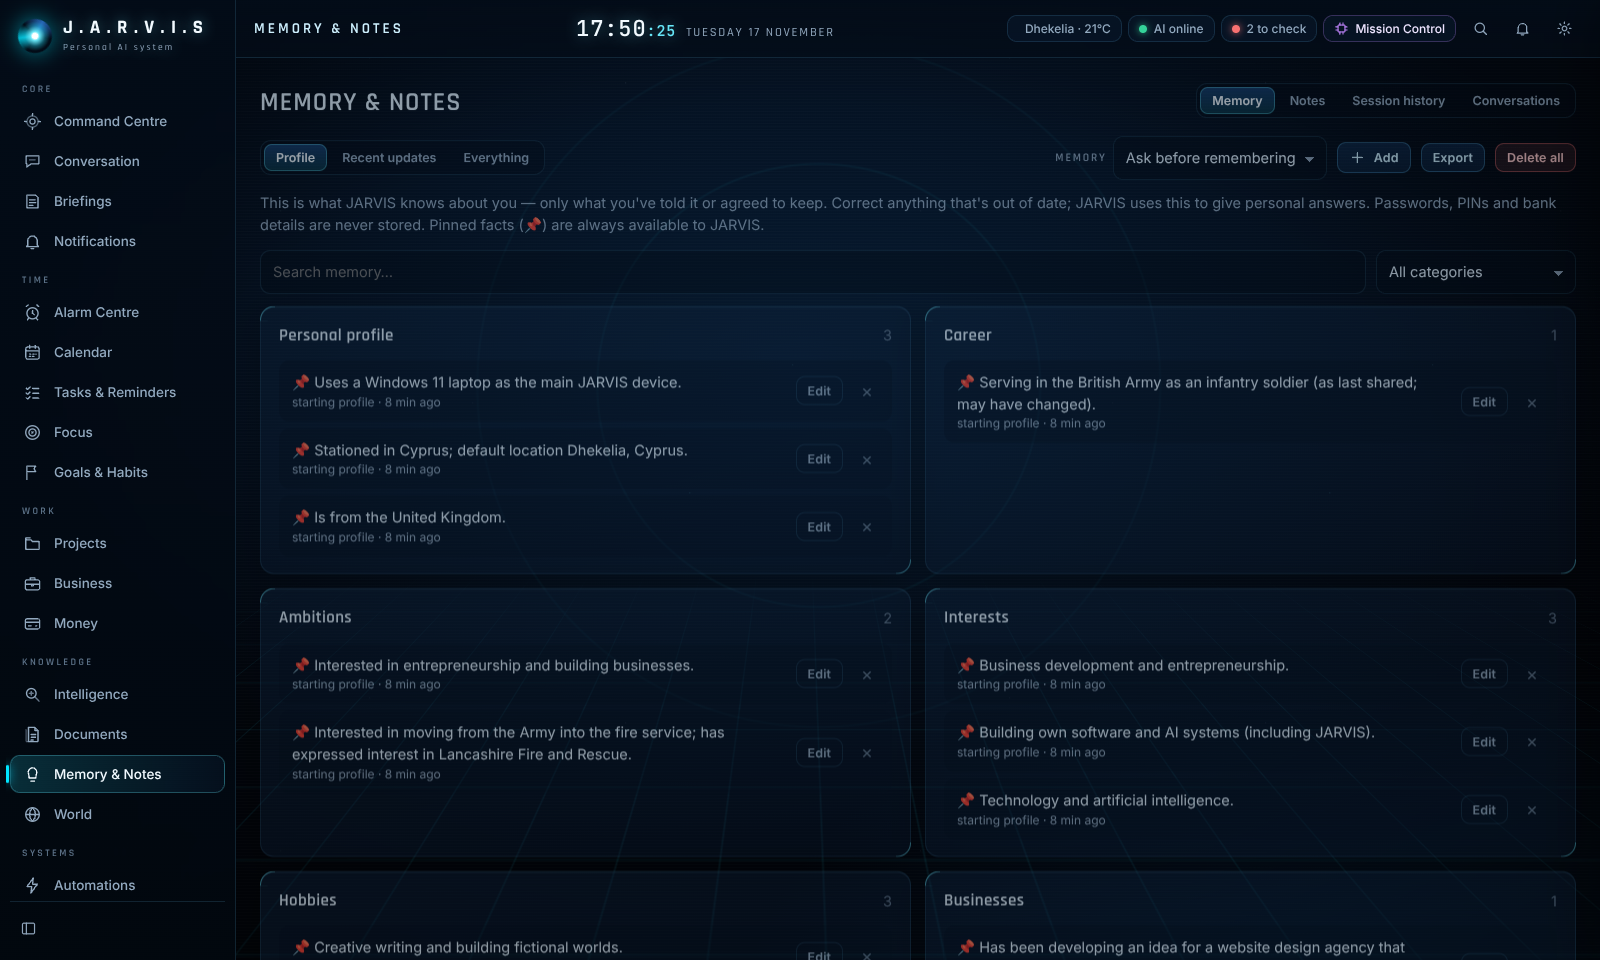 J.A.R.V.I.S
Personal AI system
CORE
Command Centre
Conversation
Briefings
Notifications
TIME
Alarm Centre
Calendar
Tasks & Reminders
Focus
Goals & Habits
WORK
Projects
Business
Money
KNOWLEDGE
Intelligence
Documents
Memory & Notes
World
SYSTEMS
Automations
MEMORY & NOTES
17:50:25 TUESDAY 17 NOVEMBER
Dhekelia · 21°C
AI online
2 to check
Mission Control
MEMORY & NOTES
Memory Notes Session history Conversations
Profile Recent updates Everything
MEMORY Ask before remembering + Add Export Delete all
This is what JARVIS knows about you — only what you've told it or agreed to keep. Correct anything that's out of date; JARVIS uses this to give personal answers. Passwords, PINs and bank
details are never stored. Pinned facts (📌) are always available to JARVIS.
Search memory...
All categories
Personal profile 3
📌 Uses a Windows 11 laptop as the main JARVIS device.
starting profile · 8 min ago
Edit ×
📌 Stationed in Cyprus; default location Dhekelia, Cyprus.
starting profile · 8 min ago
Edit ×
📌 Is from the United Kingdom.
starting profile · 8 min ago
Edit ×
Career 1
📌 Serving in the British Army as an infantry soldier (as last shared;
may have changed).
starting profile · 8 min ago
Edit ×
Ambitions 2
📌 Interested in entrepreneurship and building businesses.
starting profile · 8 min ago
Edit ×
📌 Interested in moving from the Army into the fire service; has
expressed interest in Lancashire Fire and Rescue.
starting profile · 8 min ago
Edit ×
Interests 3
📌 Business development and entrepreneurship.
starting profile · 8 min ago
Edit ×
📌 Building own software and AI systems (including JARVIS).
starting profile · 8 min ago
Edit ×
📌 Technology and artificial intelligence.
starting profile · 8 min ago
Edit ×
Hobbies 3
📌 Creative writing and building fictional worlds.
Edit
Businesses 1
📌 Has been developing an idea for a website design agency that
Edit